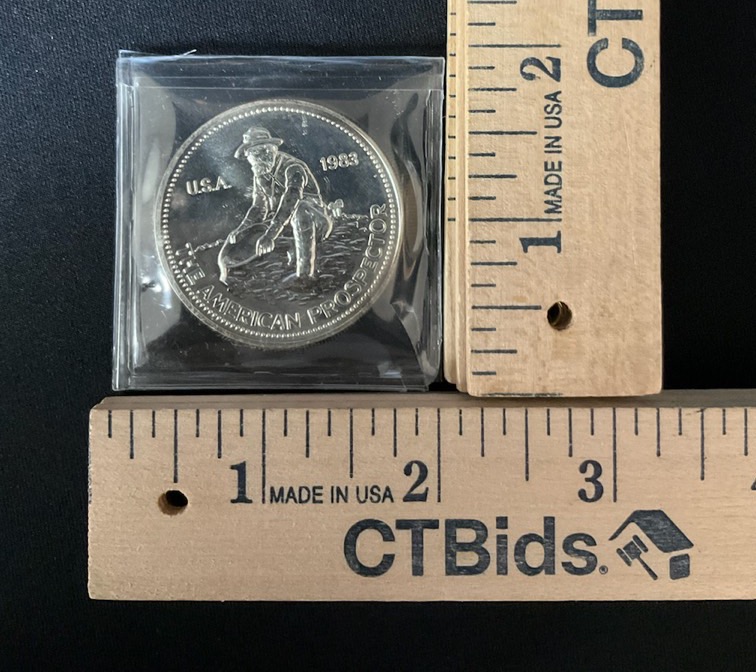 U.S.A.
1983
THE AMERICAN PROSPECTOR
CT
2
MADE IN USA
1
1 MADE IN USA 2 3
CTBids®